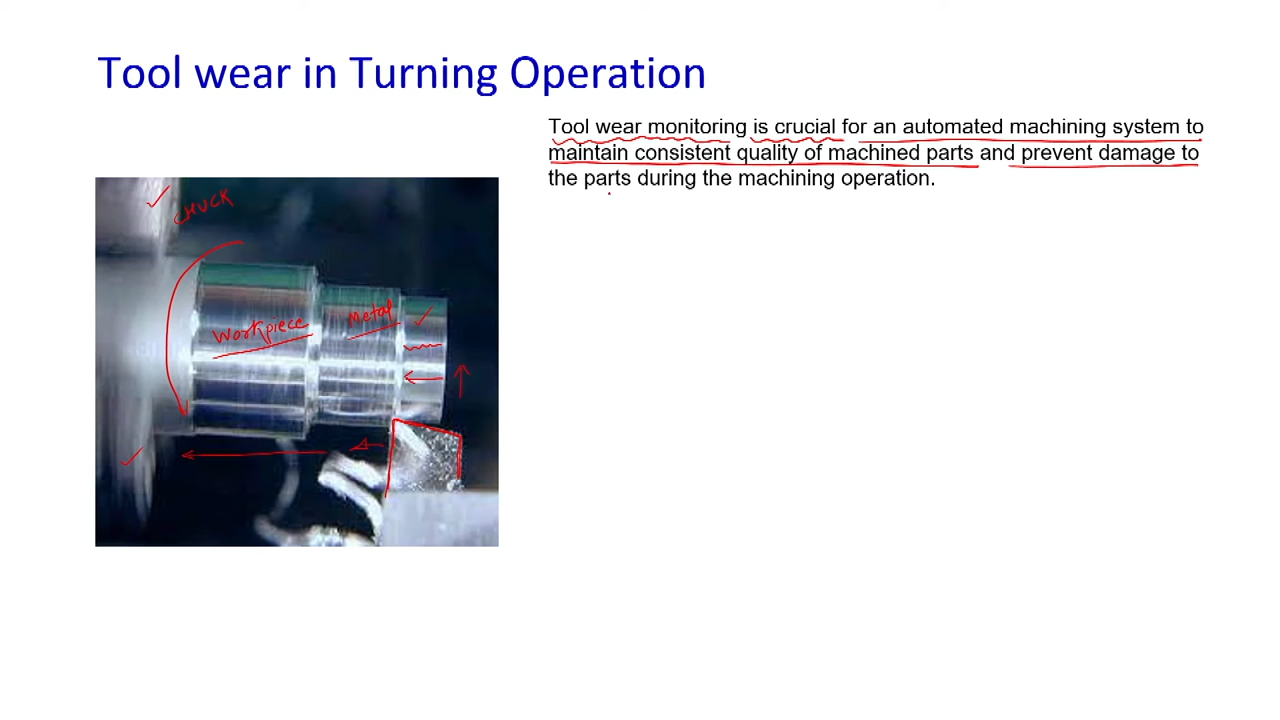 Tool wear in Turning Operation
Tool wear monitoring is crucial for an automated machining system to
maintain consistent quality of machined parts and prevent damage to
the parts during the machining operation.
CHUCK
Workpiece
Metal